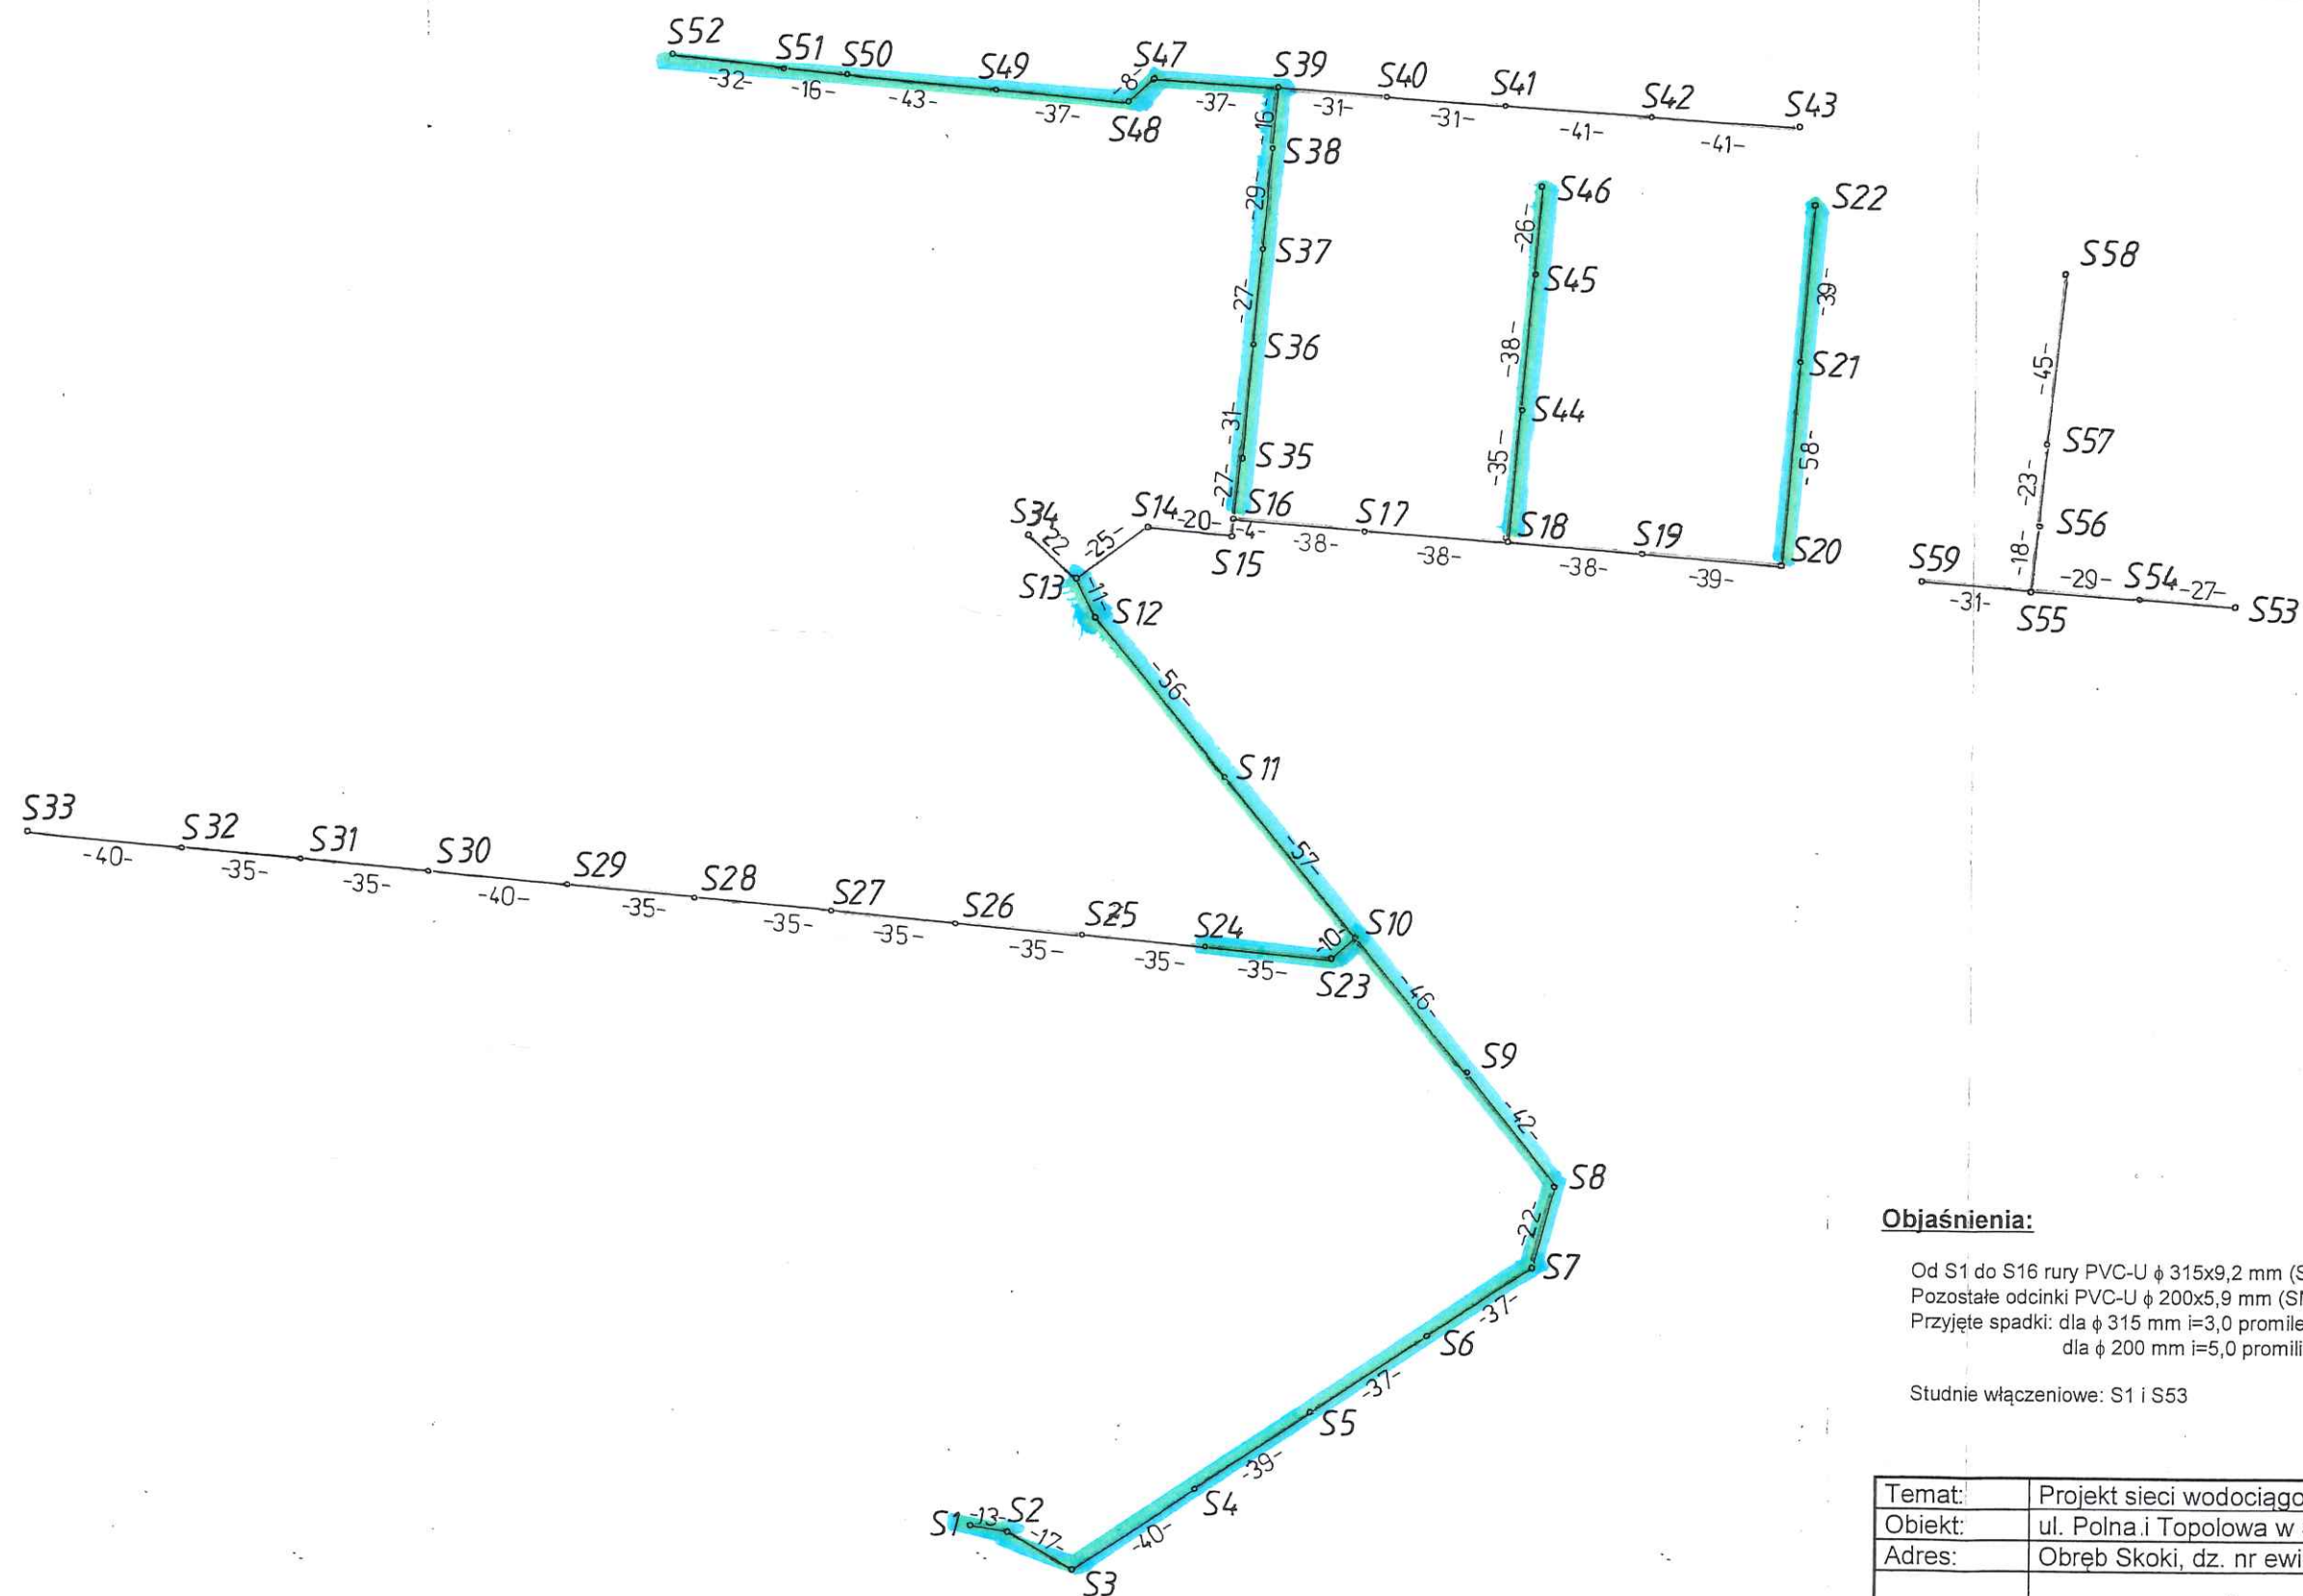 S52
S51
S50
S49
S48
S47
S39
S40
S41
S42
S43
-32-
-16-
-43-
-37-
-8-
-37-
-31-
-31-
-41-
-41-
-16-
S38
-29-
S37
-27-
S36
-31-
S35
-27-
S46
-26-
S45
-38-
S44
-35-
S22
-39-
S21
-58-
S58
-45-
S57
-23-
S56
-18-
S34
22
-25-
S14
-20-
S15
-4-
S16
-38-
S17
-38-
S18
-38-
S19
-39-
S20
S59
-31-
S55
-29-
S54
-27-
S53
S13
-11-
S12
-56-
S11
-57-
S10
-10-
S23
-35-
S24
-35-
S25
-35-
S26
-35-
S27
-35-
S28
-35-
S29
-40-
S30
-35-
S31
-35-
S32
-40-
S33
-46-
S9
-42-
S8
-22-
S7
-37-
S6
-37-
S5
-39-
S4
-40-
S3
-17-
S2
-13-
S1
Objaśnienia:
Od S1 do S16 rury PVC-U ϕ 315x9,2 mm (S
Pozostałe odcinki PVC-U ϕ 200x5,9 mm (S
Przyjęte spadki: dla ϕ 315 mm i=3,0 promile
dla ϕ 200 mm i=5,0 promili
Studnie włączeniowe: S1 i S53
Temat: Projekt sieci wodociągo
Obiekt: ul. Polna i Topolowa w
Adres: Obręb Skoki, dz. nr ewi